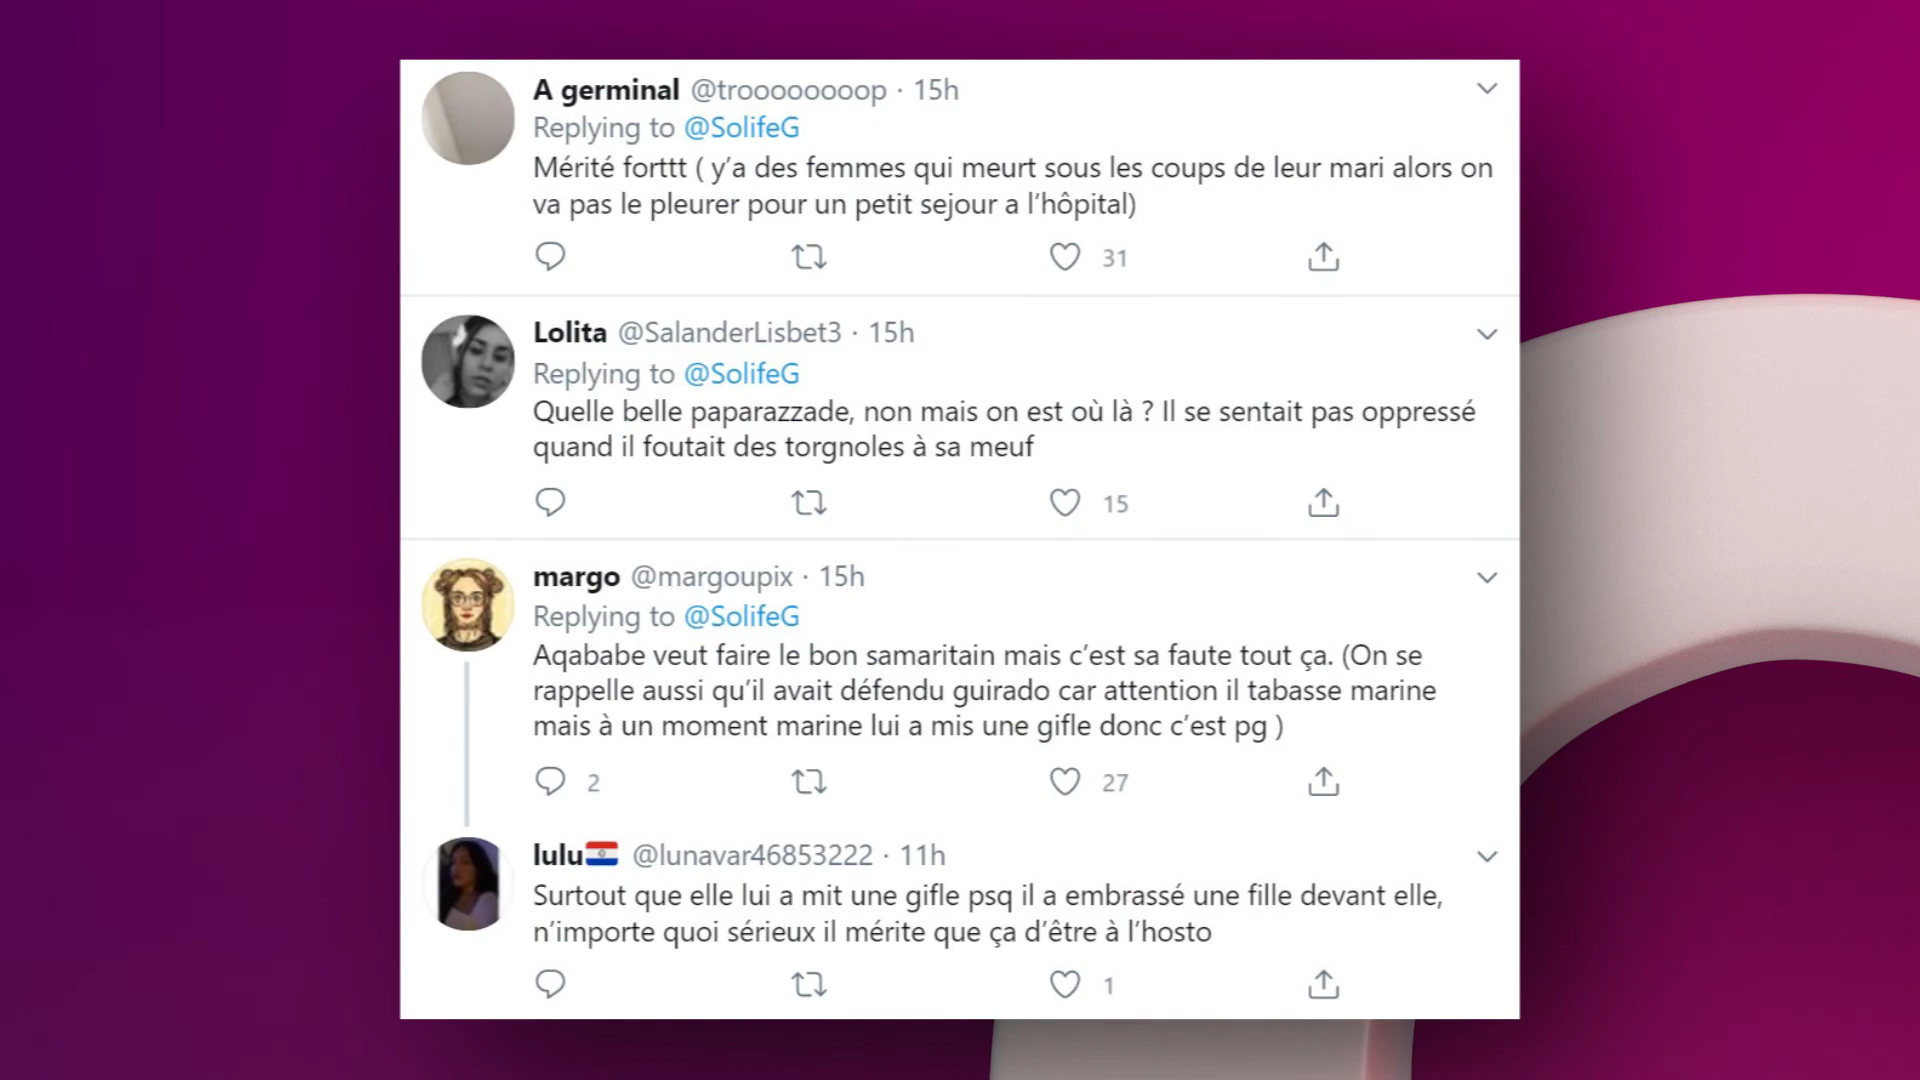 A germinal @troooooooop · 15h
Replying to @SolifeG
Mérité forttt ( y'a des femmes qui meurt sous les coups de leur mari alors on
va pas le pleurer pour un petit sejour a l'hôpital)
31
Lolita @SalanderLisbet3 · 15h
Replying to @SolifeG
Quelle belle paparazzade, non mais on est où là ? Il se sentait pas oppressé
quand il foutait des torgnoles à sa meuf
15
margo @margoupix · 15h
Replying to @SolifeG
Aqababe veut faire le bon samaritain mais c'est sa faute tout ça. (On se
rappelle aussi qu'il avait défendu guirado car attention il tabasse marine
mais à un moment marine lui a mis une gifle donc c'est pg )
2 27
lulu @lunavar46853222 · 11h
Surtout que elle lui a mit une gifle psq il a embrassé une fille devant elle,
n'importe quoi sérieux il mérite que ça d'être à l'hosto
1